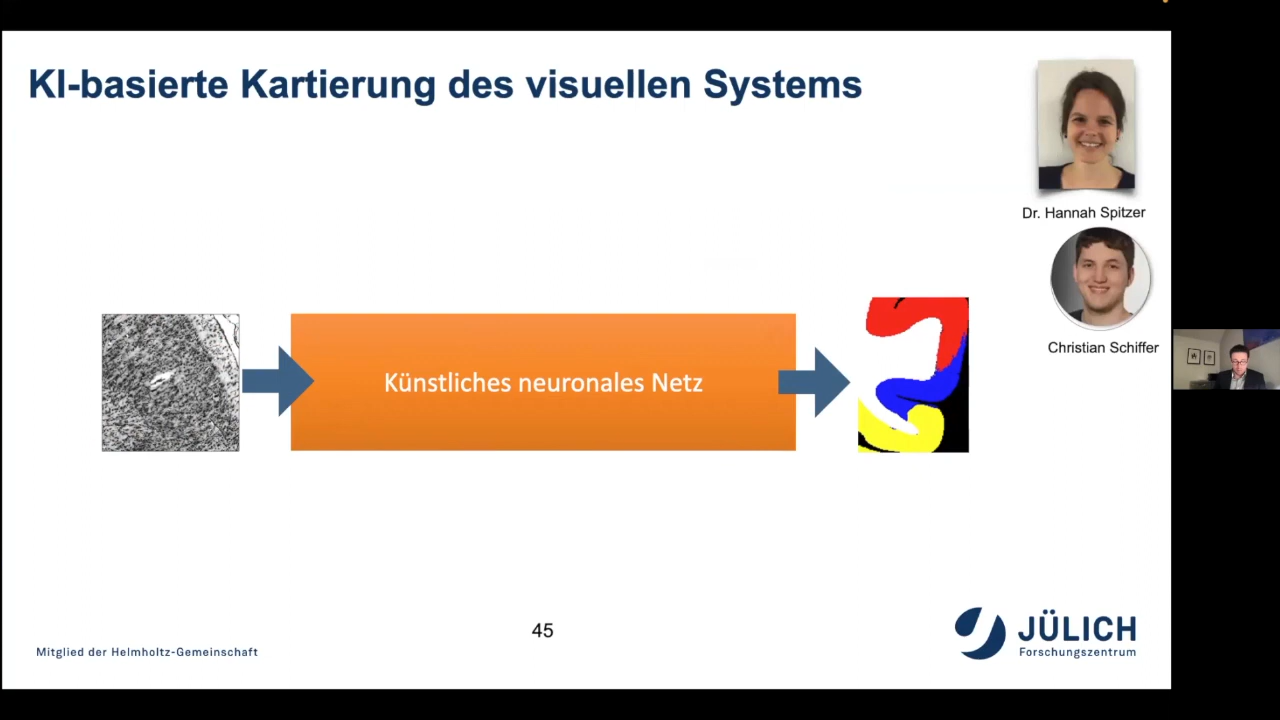 KI-basierte Kartierung des visuellen Systems
Dr. Hannah Spitzer
Christian Schiffer
Künstliches neuronales Netz
45
Mitglied der Helmholtz-Gemeinschaft
JÜLICH
Forschungszentrum